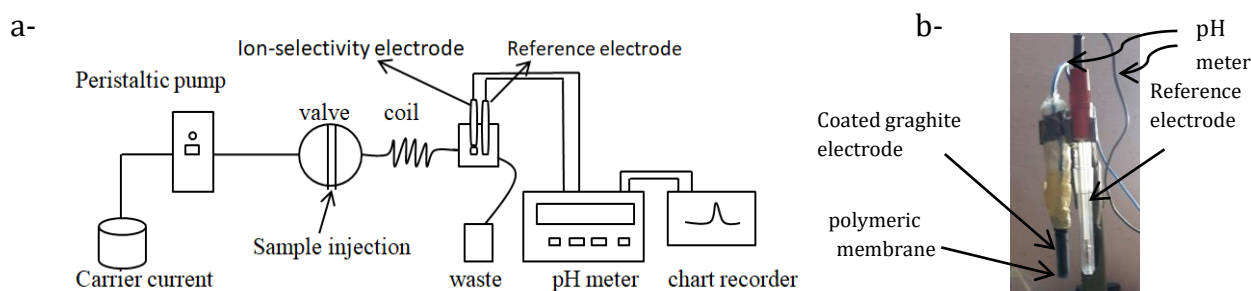 a-
Ion-selectivity electrode
Reference electrode
Peristaltic pump
valve
coil
Sample injection
Carrier current
waste
pH meter
chart recorder
b-
pH
meter
Reference
electrode
Coated graghite
electrode
polymeric
membrane